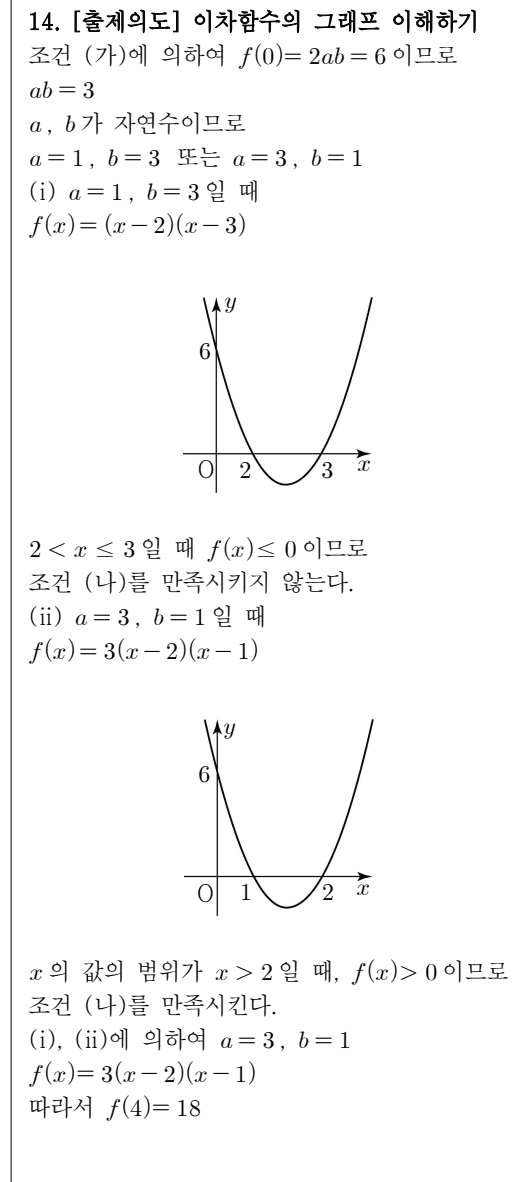 14. [출제의도] 이차함수의 그래프 이해하기
조건 (가)에 의하여 f(0)= 2ab = 6 이므로
ab = 3
a, b 가 자연수이므로
a = 1, b = 3 또는 a = 3, b = 1
(i) a = 1, b = 3 일 때
f(x) = (x − 2)(x − 3)
y
6
O 2 3 x
2 < x ≤ 3 일 때 f(x) ≤ 0 이므로
조건 (나)를 만족시키지 않는다.
(ii) a = 3, b = 1 일 때
f(x) = 3(x − 2)(x − 1)
y
6
O 1 2 x
x 의 값의 범위가 x > 2 일 때, f(x) > 0 이므로
조건 (나)를 만족시킨다.
(i), (ii)에 의하여 a = 3, b = 1
f(x)= 3(x − 2)(x − 1)
따라서 f(4)= 18